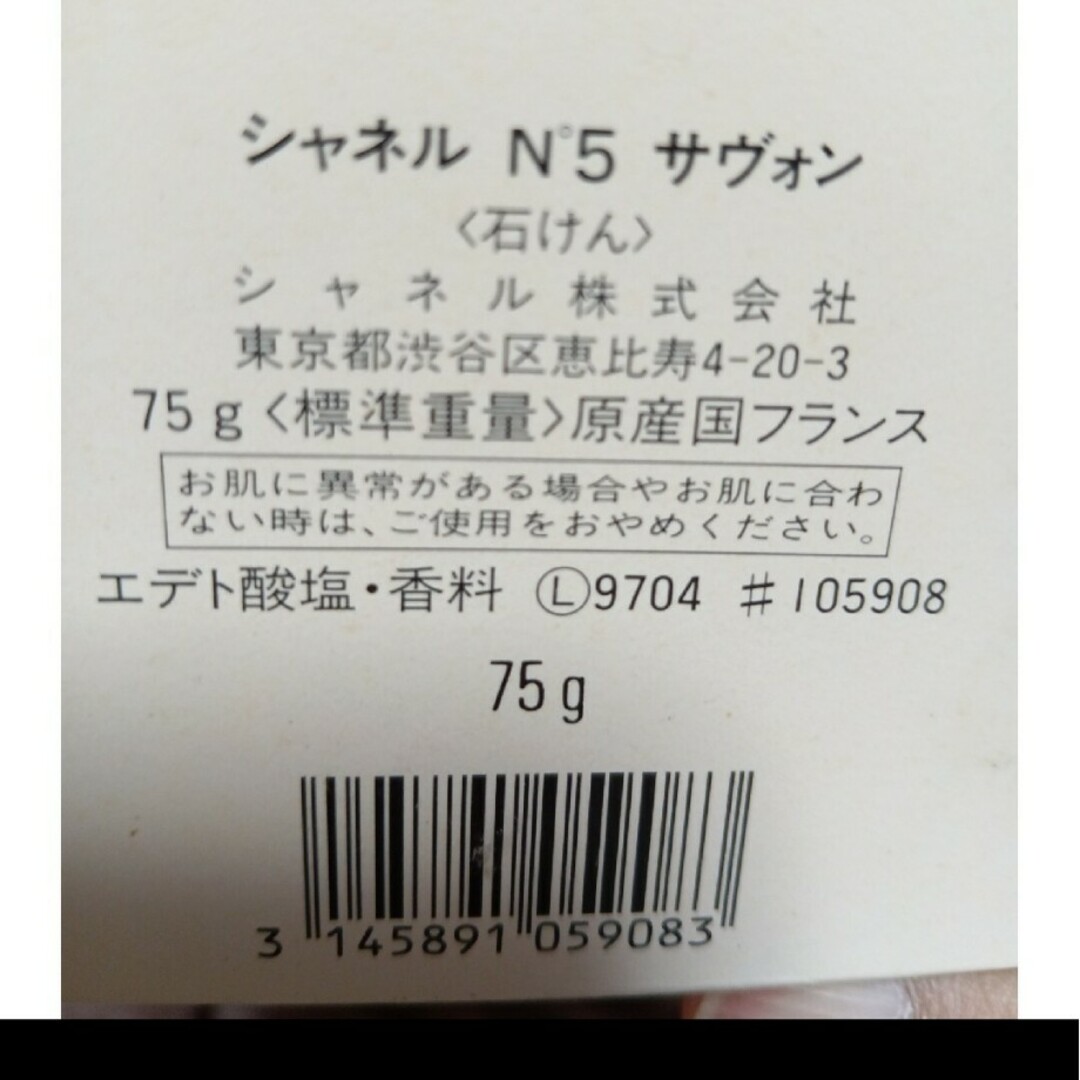 シャネル N°5 サヴォン
〈石けん〉
シャネル株式会社
東京都渋谷区恵比寿4-20-3
75g〈標準重量〉原産国フランス
お肌に異常がある場合やお肌に合わ
ない時は、ご使用をおやめください。
エデト酸塩・香料 Ⓛ9704 #105908
75g
3 145891 059083